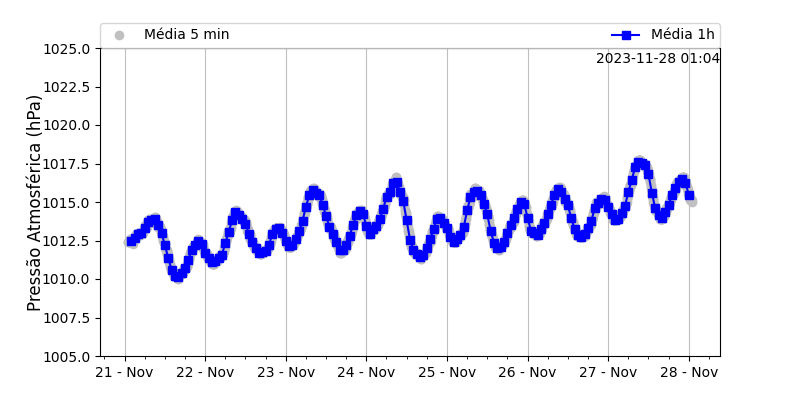 Média 5 min
Média 1h
2023-11-28 01:04
Pressão Atmosférica (hPa)
1025.0
1022.5
1020.0
1017.5
1015.0
1012.5
1010.0
1007.5
1005.0
21 - Nov
22 - Nov
23 - Nov
24 - Nov
25 - Nov
26 - Nov
27 - Nov
28 - Nov